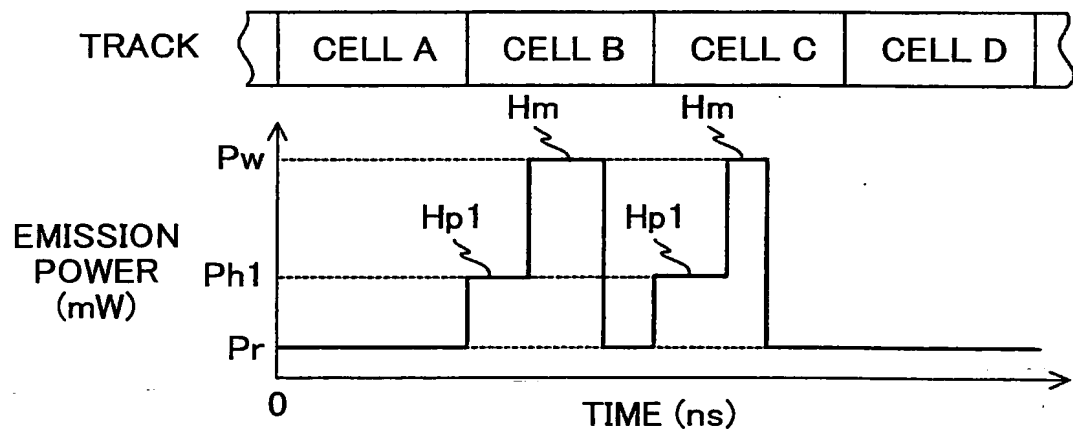 TRACK CELL A CELL B CELL C CELL D
Hm Hm
Pw
Hp1 Hp1
EMISSION
POWER
(mW)
Ph1
Pr
0
TIME (ns)